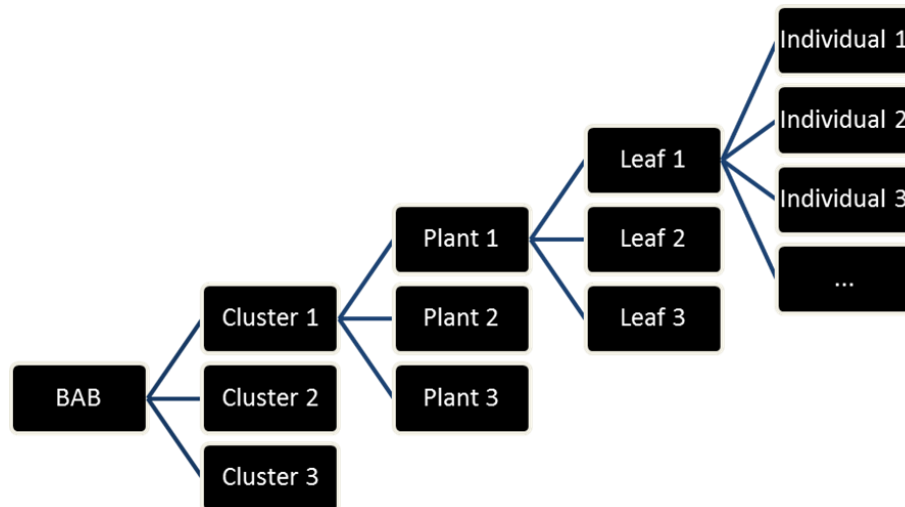 BAB
Cluster 1
Cluster 2
Cluster 3
Plant 1
Plant 2
Plant 3
Leaf 1
Leaf 2
Leaf 3
Individual 1
Individual 2
Individual 3
...